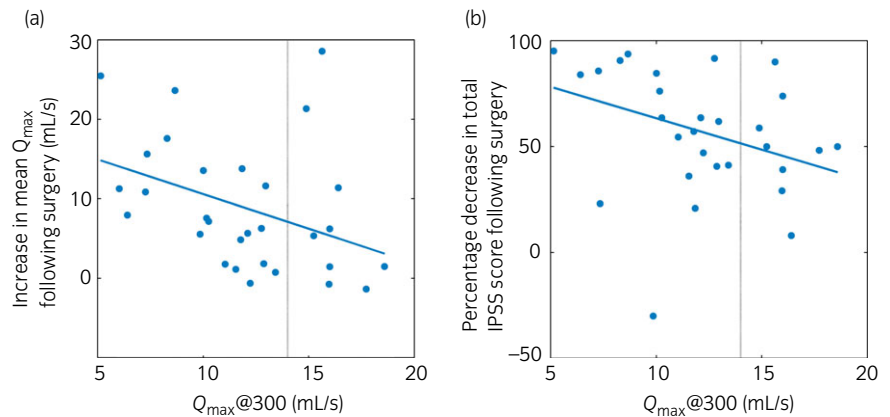 (a)
Increase in mean Qmax
following surgery (mL/s)
30
20
10
0
5
10
15
20
Qmax@300 (mL/s)
(b)
Percentage decrease in total
IPSS score following surgery
100
50
0
–50
5
10
15
20
Qmax@300 (mL/s)